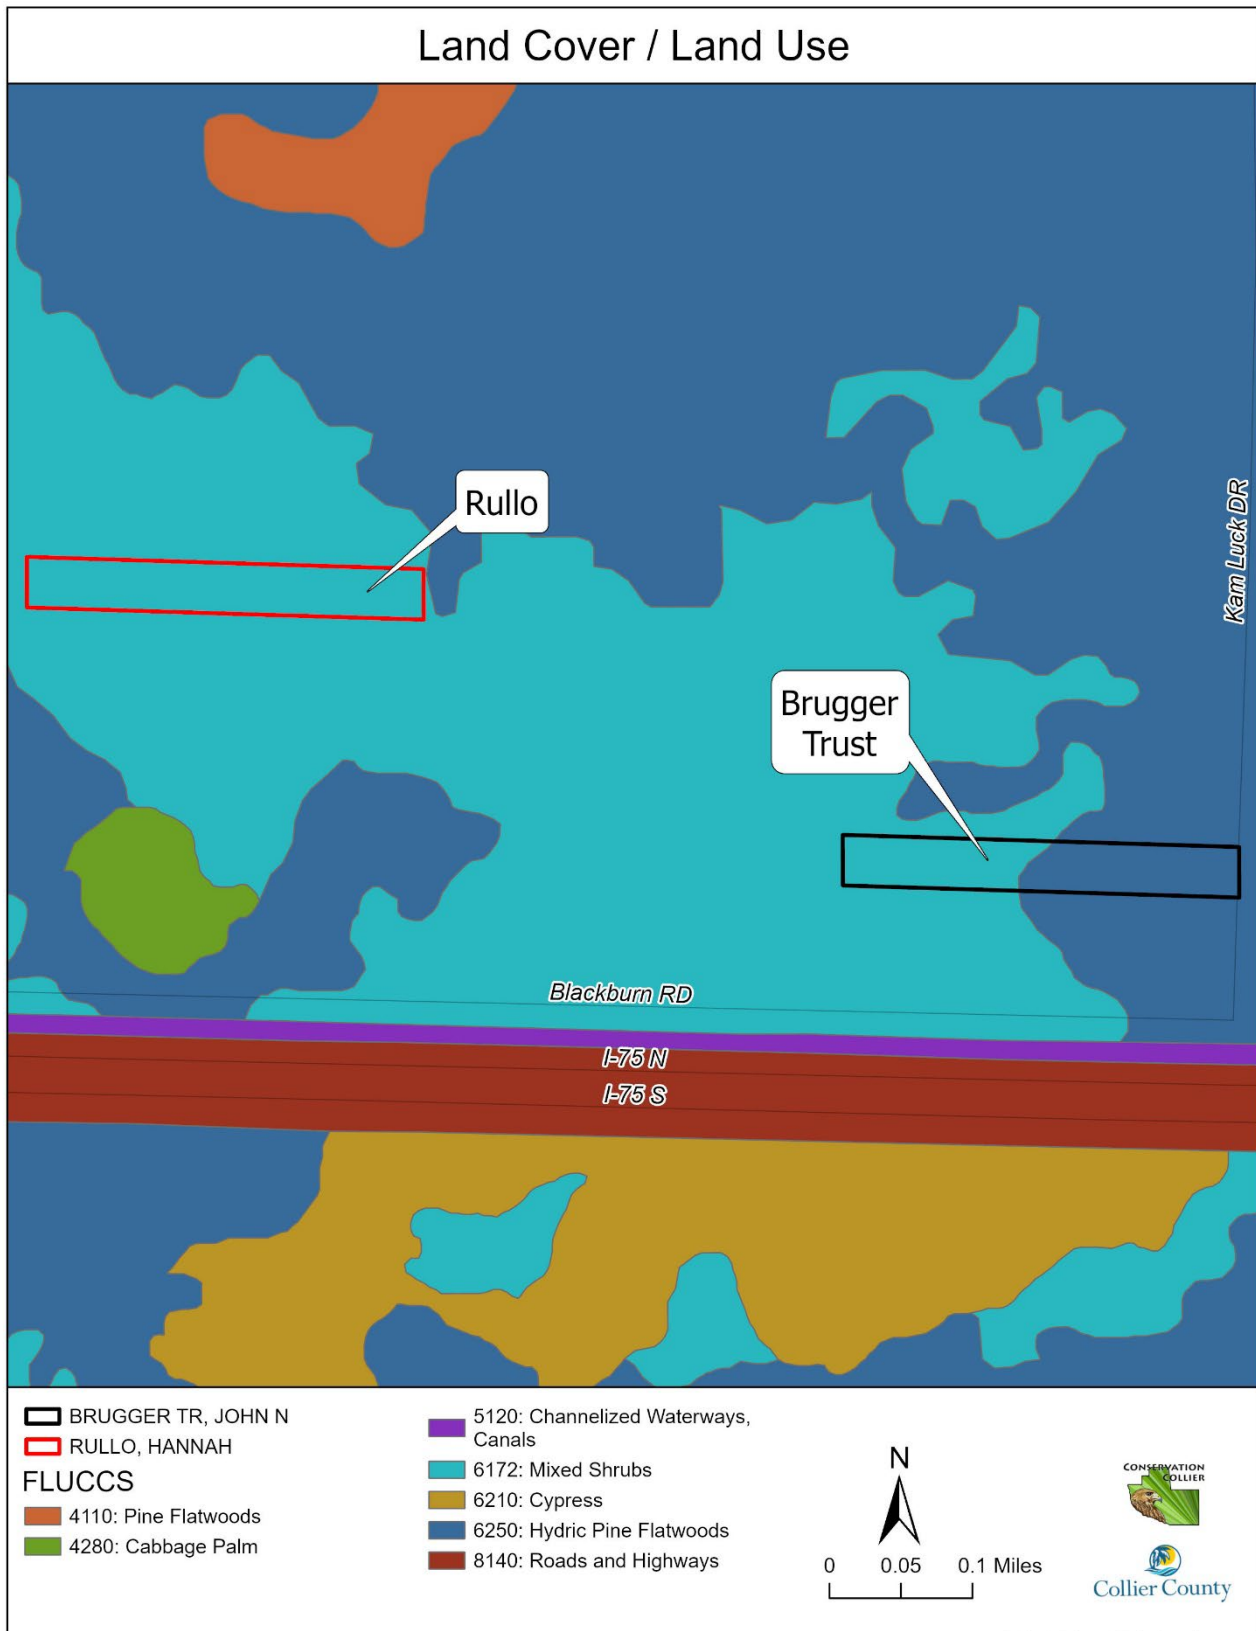 Land Cover / Land Use
Rullo
Kam Luck DR
Brugger
Trust
Blackburn RD
I-75 N
I-75 S
BRUGGER TR, JOHN N
RULLO, HANNAH
FLUCCS
4110: Pine Flatwoods
4280: Cabbage Palm
5120: Channelized Waterways,
Canals
6172: Mixed Shrubs
6210: Cypress
6250: Hydric Pine Flatwoods
8140: Roads and Highways
N
0 0.05 0.1 Miles
CONSERVATION
COLLIER
Collier County